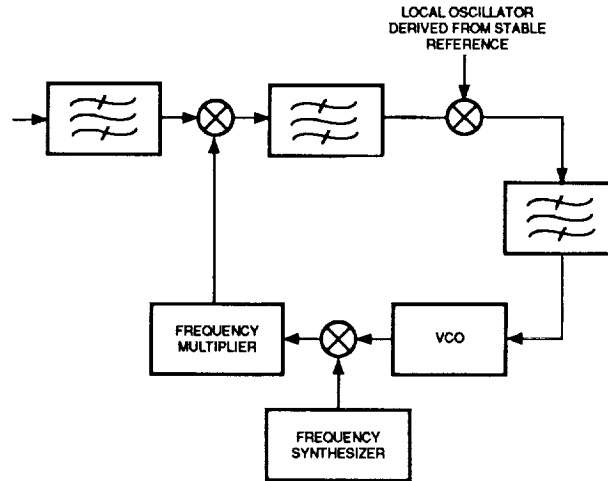 LOCAL OSCILLATOR
DERIVED FROM STABLE
REFERENCE
FREQUENCY
MULTIPLIER
VCO
FREQUENCY
SYNTHESIZER